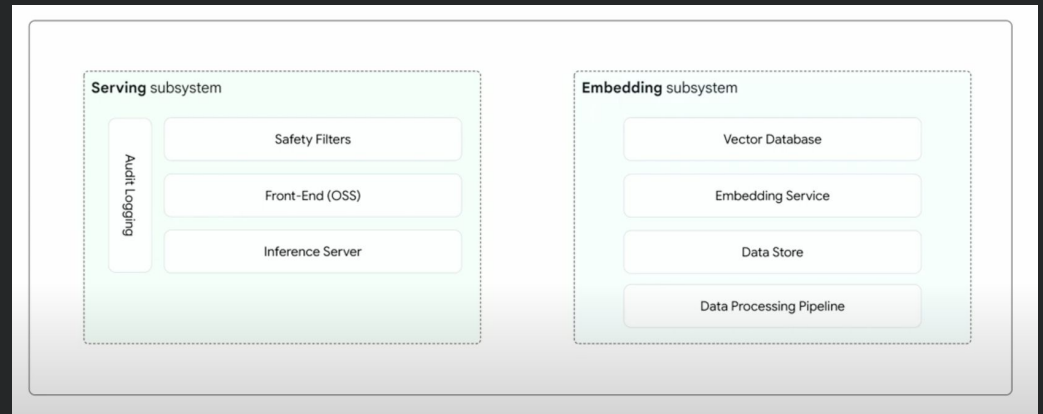 Serving subsystem
Audit Logging
Safety Filters
Front-End (OSS)
Inference Server
Embedding subsystem
Vector Database
Embedding Service
Data Store
Data Processing Pipeline